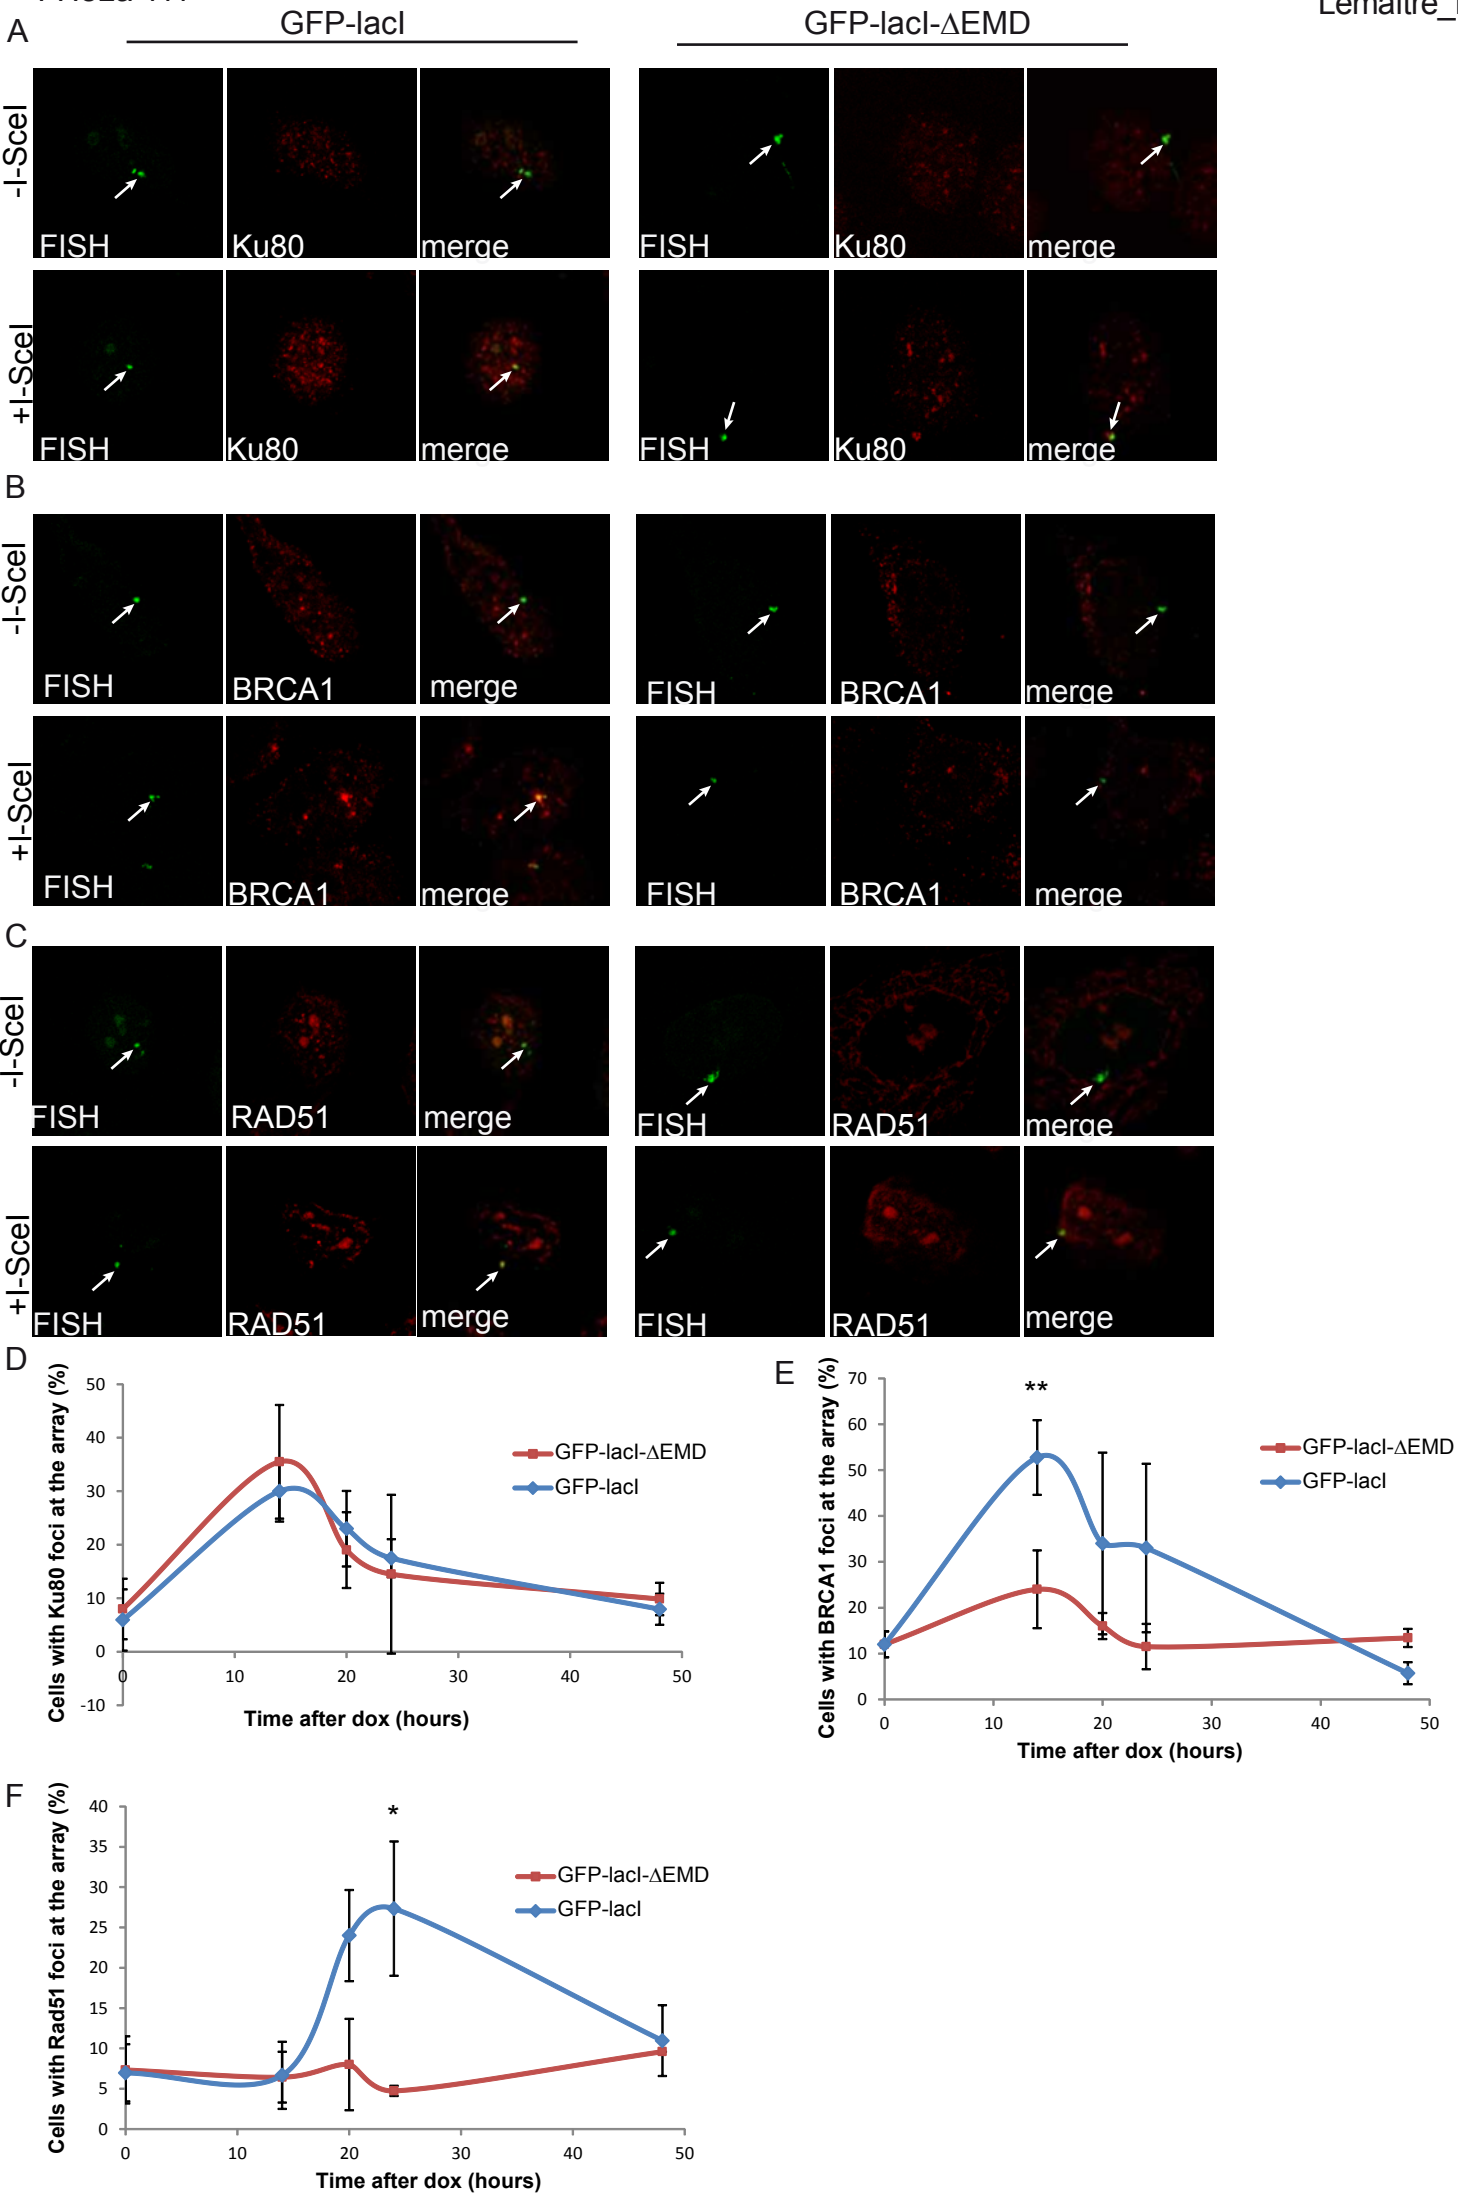 A
GFP-lacI
GFP-lacI-ΔEMD
-I-SceI
FISH
Ku80
merge
FISH
Ku80
merge
+I-SceI
FISH
Ku80
merge
FISH
Ku80
merge
B
-I-SceI
FISH
BRCA1
merge
FISH
BRCA1
merge
+I-SceI
FISH
BRCA1
merge
FISH
BRCA1
merge
C
-I-SceI
FISH
RAD51
merge
FISH
RAD51
merge
+I-SceI
FISH
RAD51
merge
FISH
RAD51
merge
D
Cells with Ku80 foci at the array (%)
50
40
30
20
10
0
-10
0 10 20 30 40 50
Time after dox (hours)
GFP-lacI-ΔEMD
GFP-lacI
E
Cells with BRCA1 foci at the array (%)
70
60
50
40
30
20
10
0
0 10 20 30 40 50
Time after dox (hours)
**
GFP-lacI-ΔEMD
GFP-lacI
F
Cells with Rad51 foci at the array (%)
40
35
30
25
20
15
10
5
0
0 10 20 30 40 50
Time after dox (hours)
*
GFP-lacI-ΔEMD
GFP-lacI